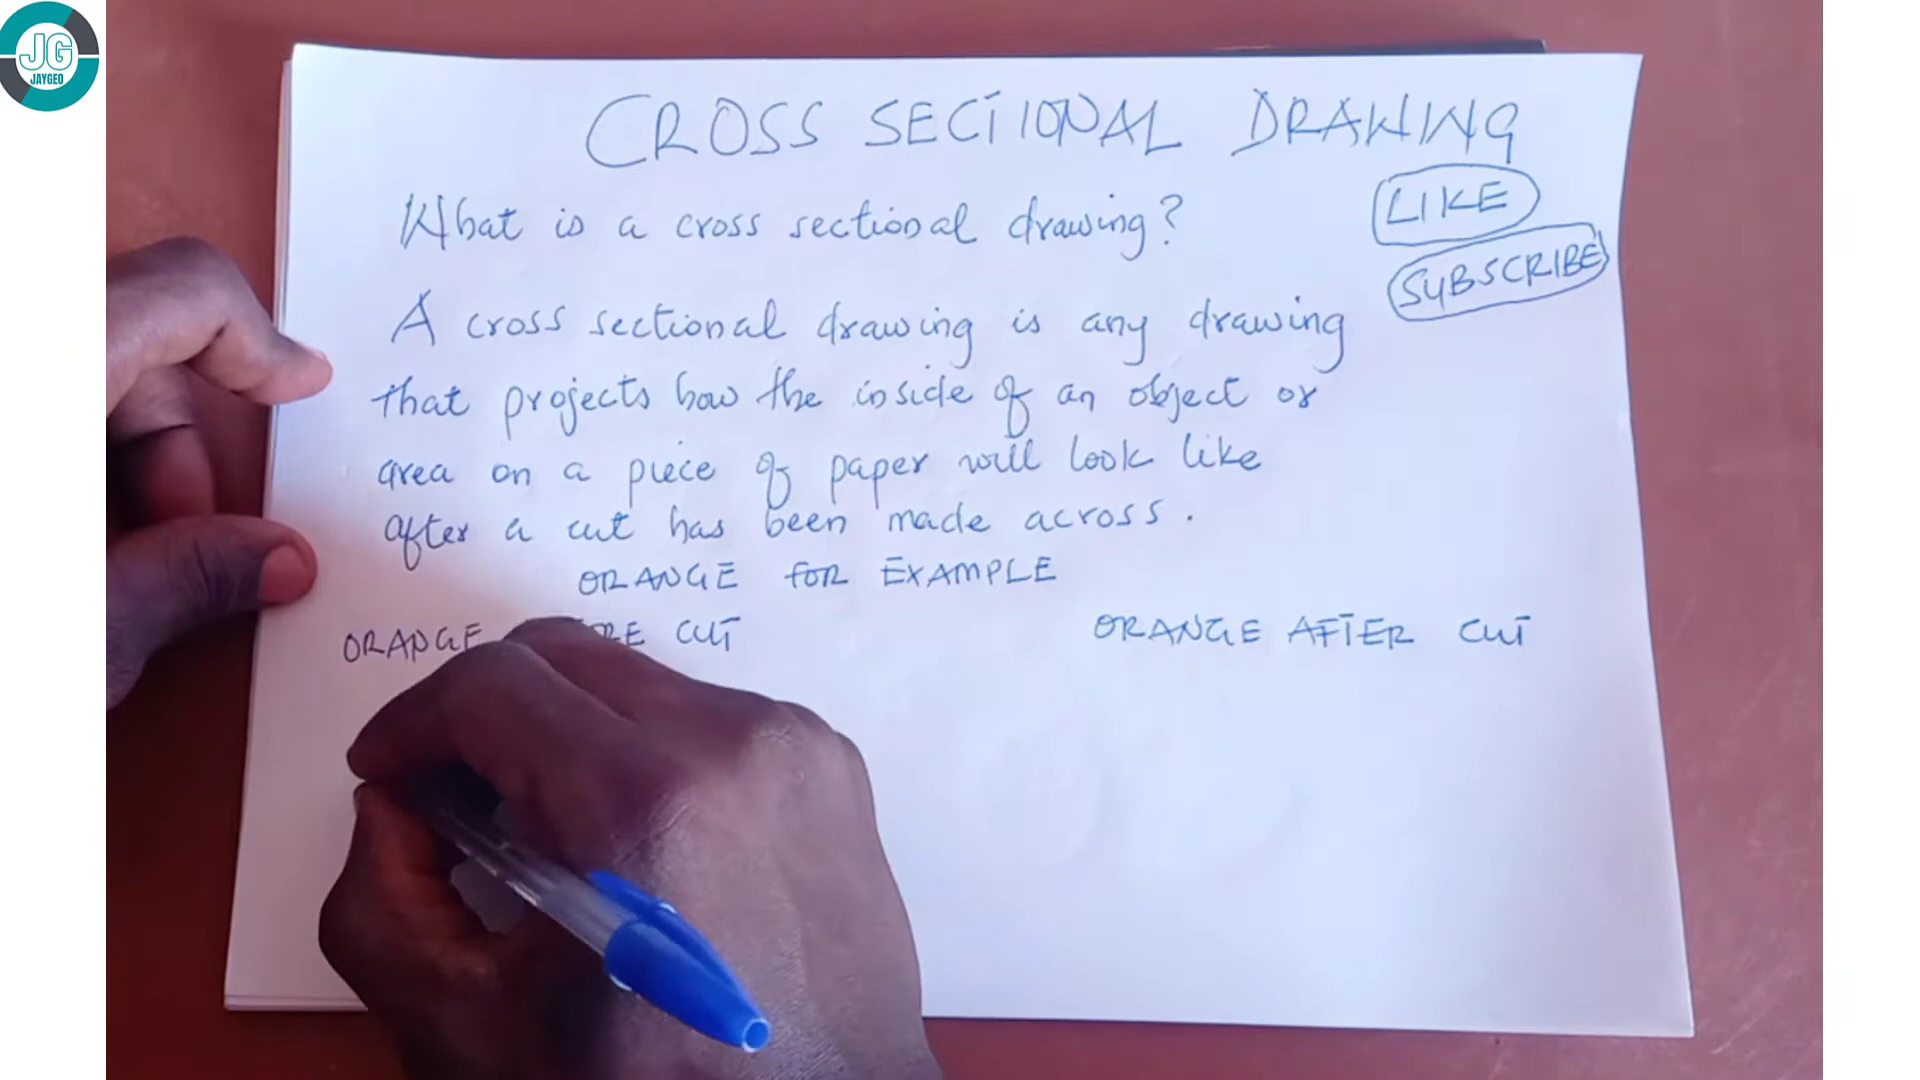 JG
JAYGEO
CROSS SECTIONAL DRAWING
What is a cross sectional drawing?
LIKE
SUBSCRIBE
A cross sectional drawing is any drawing
that projects how the inside of an object or
area on a piece of paper will look like
after a cut has been made across.
ORANGE FOR EXAMPLE
ORANGE CUT
ORANGE AFTER CUT